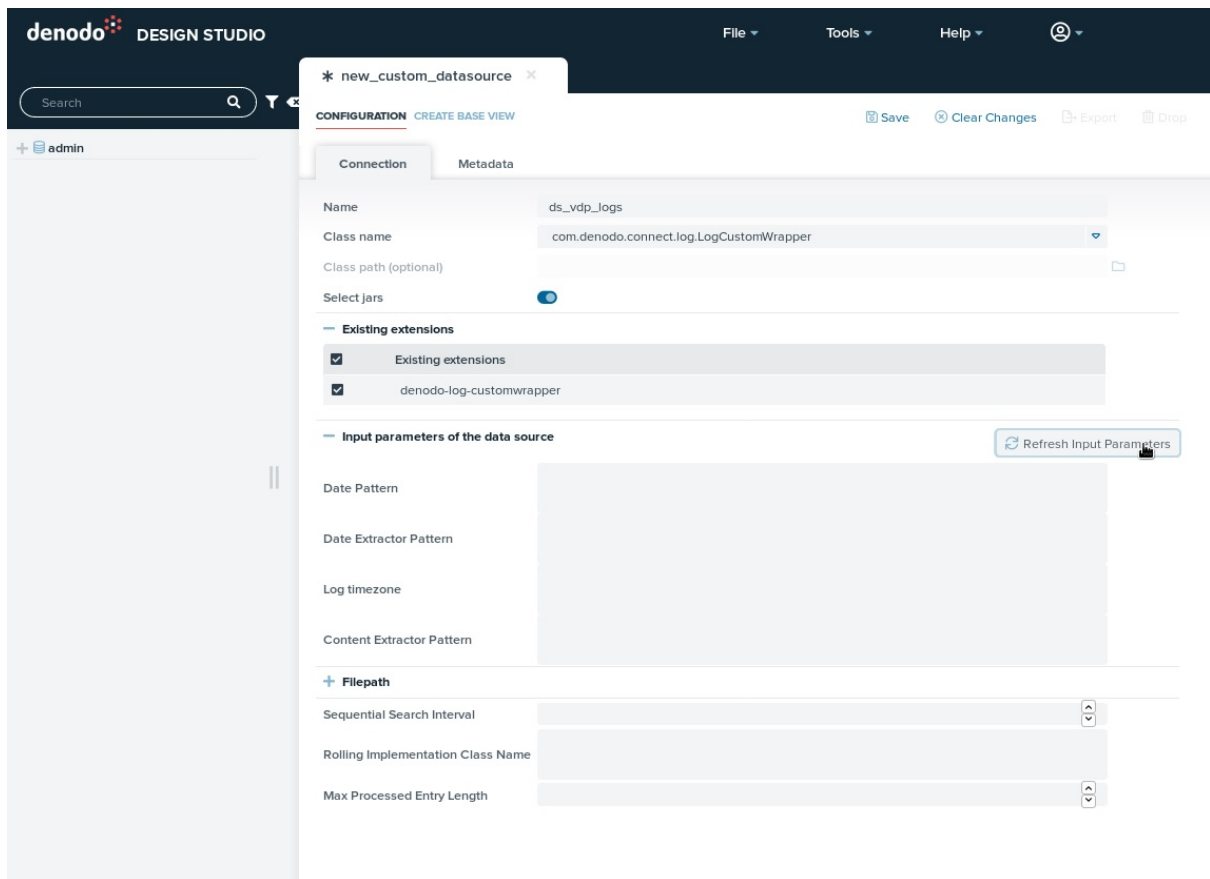 denodo DESIGN STUDIO
File
Tools
Help
Search
* new_custom_datasource
CONFIGURATION CREATE BASE VIEW
Save
Clear Changes
Export
Drop
admin
Connection
Metadata
Name
ds_vdp_logs
Class name
com.denodo.connect.log.LogCustomWrapper
Class path (optional)
Select jars
Existing extensions
Existing extensions
denodo-log-customwrapper
Input parameters of the data source
Refresh Input Parameters
Date Pattern
Date Extractor Pattern
Log timezone
Content Extractor Pattern
Filepath
Sequential Search Interval
Rolling Implementation Class Name
Max Processed Entry Length